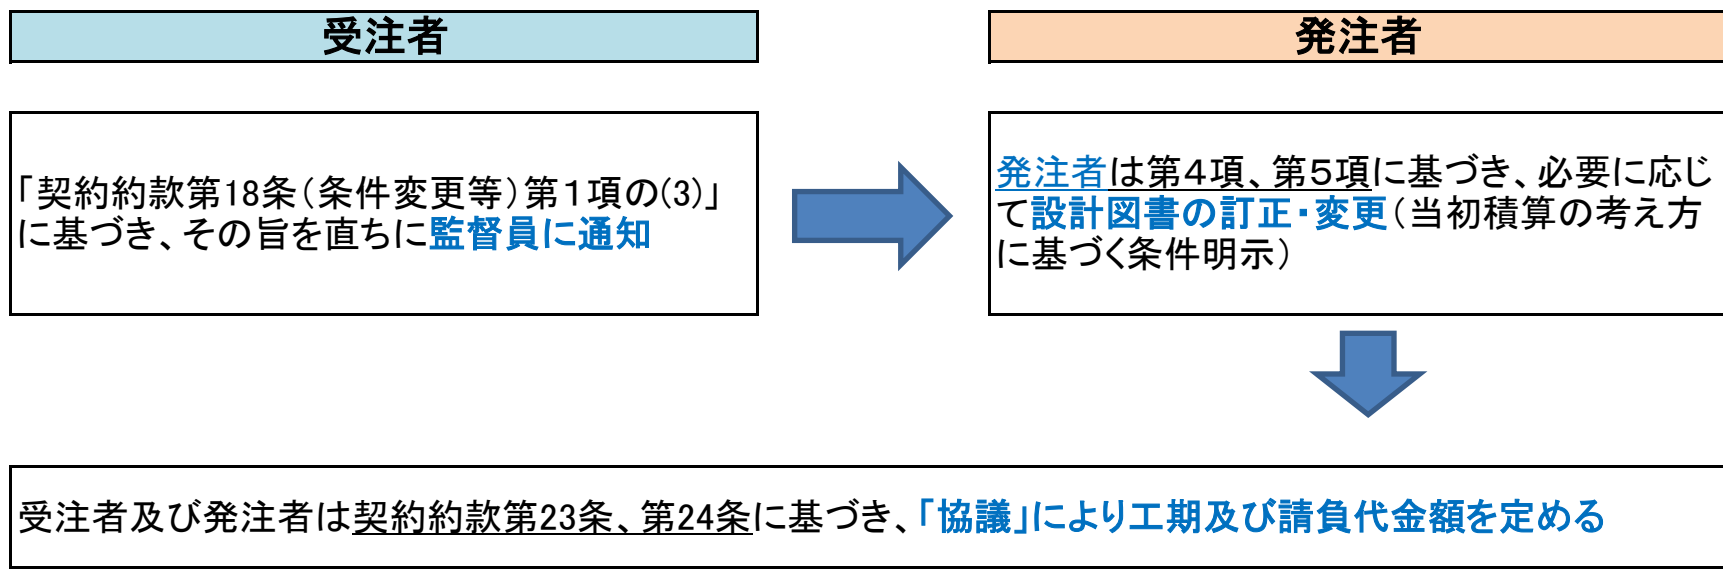 受注者
発注者
「契約約款第18条（条件変更等）第１項の(3)」
に基づき、その旨を直ちに監督員に通知
発注者は第４項、第５項に基づき、必要に応じ
て設計図書の訂正・変更（当初積算の考え方
に基づく条件明示）
受注者及び発注者は契約約款第23条、第24条に基づき、「協議」により工期及び請負代金額を定める